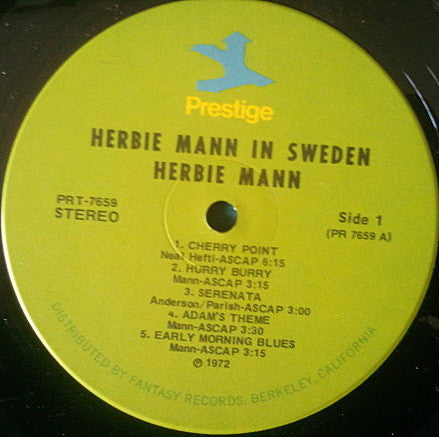 Prestige
HERBIE MANN IN SWEDEN
HERBIE MANN
PRT-7659
STEREO
Side 1
(PR 7659 A)
1. CHERRY POINT
Neal Hefti-ASCAP 6:15
2. HURRY BURRY
Mann-ASCAP 3:15
3. SERENATA
Anderson/Parish-ASCAP 3:00
4. ADAM'S THEME
Mann-ASCAP 3:30
5. EARLY MORNING BLUES
Mann-ASCAP 3:15
℗ 1972
DISTRIBUTED BY FANTASY RECORDS, BERKELEY, CALIFORNIA